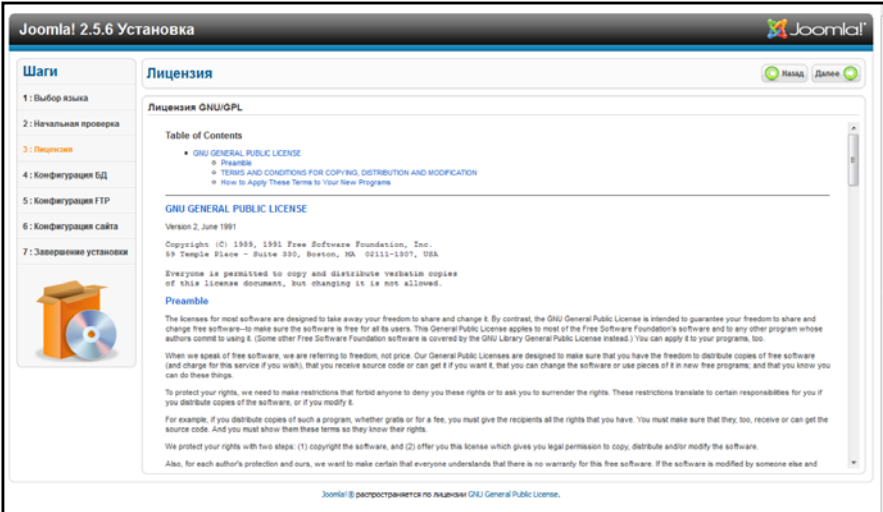 Joomla! 2.5.6 Установка
Joomla!
Шаги
1 : Выбор языка
2 : Начальная проверка
3 : Лицензия
4 : Конфигурация БД
5 : Конфигурация FTP
6 : Конфигурация сайта
7 : Завершение установки
Лицензия
Назад
Далее
Лицензия GNU/GPL
Table of Contents
GNU GENERAL PUBLIC LICENSE
Preamble
TERMS AND CONDITIONS FOR COPYING, DISTRIBUTION AND MODIFICATION
How to Apply These Terms to Your New Programs
GNU GENERAL PUBLIC LICENSE
Version 2, June 1991
Copyright (C) 1989, 1991 Free Software Foundation, Inc.
59 Temple Place - Suite 330, Boston, MA 02111-1307, USA
Everyone is permitted to copy and distribute verbatim copies
of this license document, but changing it is not allowed.
Preamble
The licenses for most software are designed to take away your freedom to share and change it. By contrast, the GNU General Public License is intended to guarantee your freedom to share and
change free software--to make sure the software is free for all its users. This General Public License applies to most of the Free Software Foundation's software and to any other program whose
authors commit to using it. (Some other Free Software Foundation software is covered by the GNU Library General Public License instead.) You can apply it to your programs, too.
When we speak of free software, we are referring to freedom, not price. Our General Public Licenses are designed to make sure that you have the freedom to distribute copies of free software
(and charge for this service if you wish), that you receive source code or can get it if you want it, that you can change the software or use pieces of it in new free programs; and that you know you
can do these things.
To protect your rights, we need to make restrictions that forbid anyone to deny you these rights or to ask you to surrender the rights. These restrictions translate to certain responsibilities for you if
you distribute copies of the software, or if you modify it.
For example, if you distribute copies of such a program, whether gratis or for a fee, you must give the recipients all the rights that you have. You must make sure that they, too, receive or can get the
source code. And you must show them these terms so they know their rights.
We protect your rights with two steps: (1) copyright the software, and (2) offer you this license which gives you legal permission to copy, distribute and/or modify the software.
Also, for each author's protection and ours, we want to make certain that everyone understands that there is no warranty for this free software. If the software is modified by someone else and
Joomla! ® распространяется по лицензии GNU General Public License.